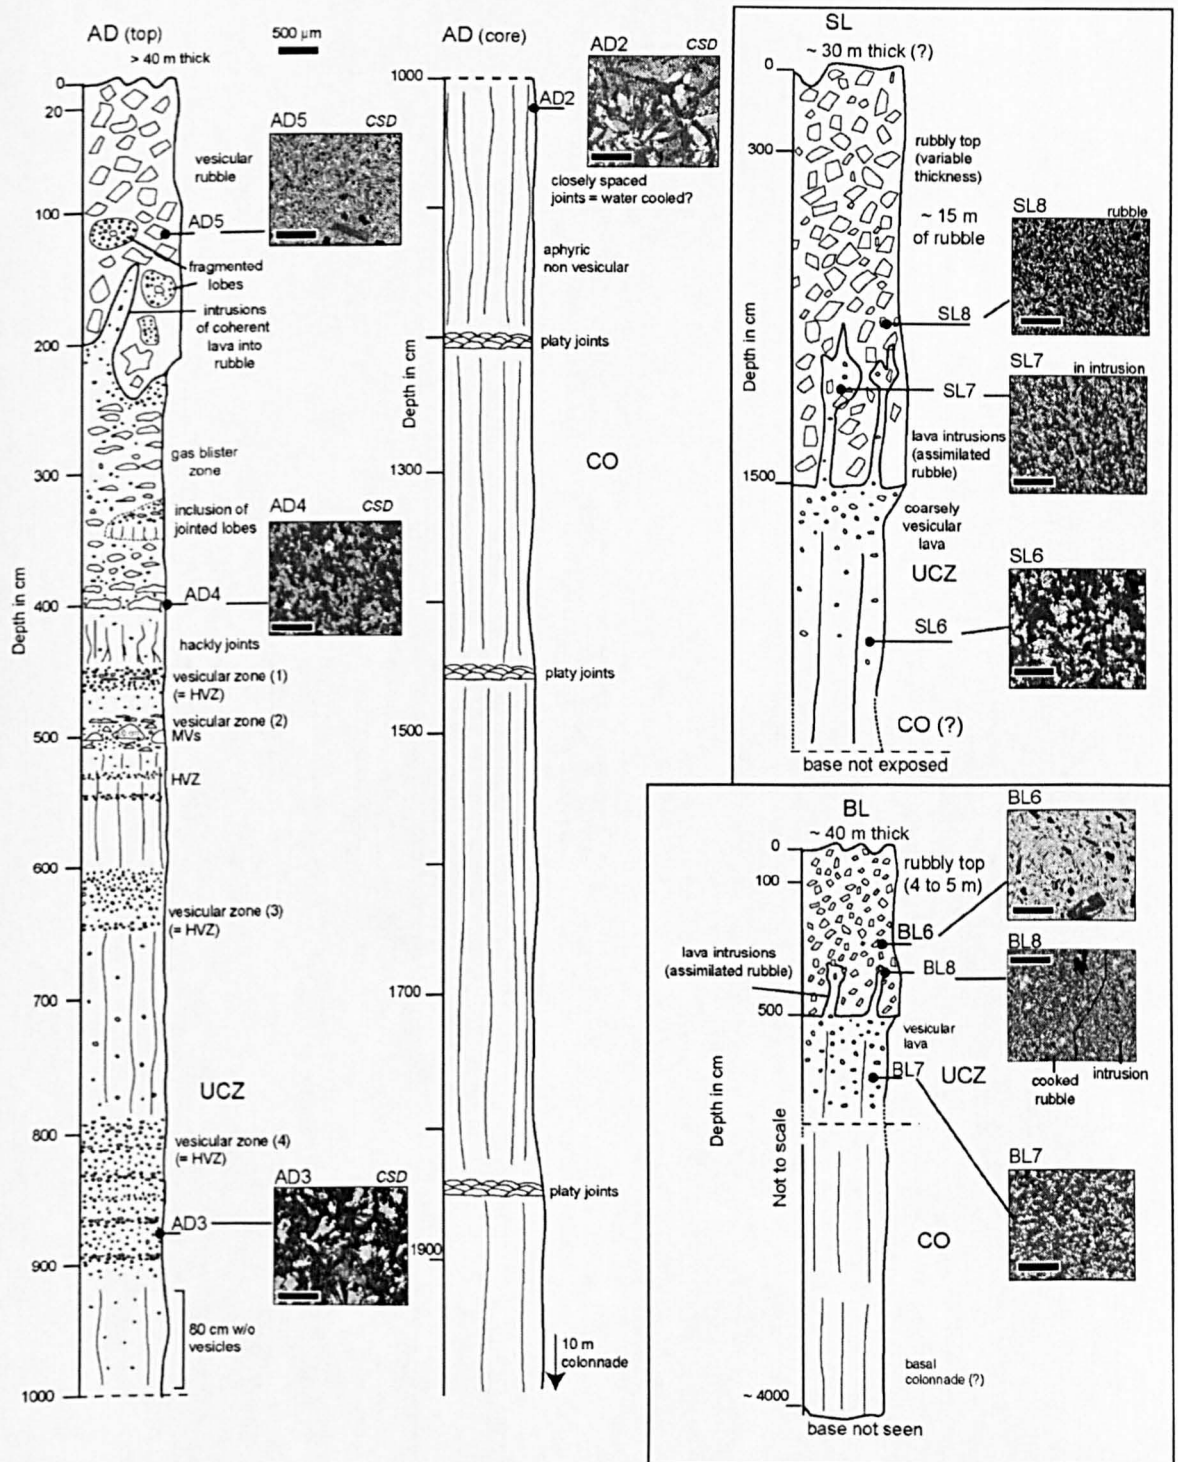 AD (top)
> 40 m thick
500 µm
0
20
100
200
300
400
500
600
700
800
900
1000
Depth in cm
vesicular
rubble
AD5
fragmented
lobes
intrusions
of coherent
lava into
rubble
gas blister
zone
inclusion of
jointed lobes
AD4
hackly joints
vesicular zone (1)
(= HVZ)
vesicular zone (2)
MVs
HVZ
vesicular zone (3)
(= HVZ)
UCZ
vesicular zone (4)
(= HVZ)
AD3
80 cm w/o
vesicles
AD5 CSD
AD4 CSD
AD3 CSD
AD (core)
1000
1300
1500
1700
1900
Depth in cm
AD2
AD2 CSD
closely spaced
joints = water cooled?
aphyric
non vesicular
platy joints
CO
platy joints
platy joints
10 m
colonnade
SL
~ 30 m thick (?)
0
300
1500
Depth in cm
rubbly top
(variable
thickness)
~ 15 m
of rubble
SL8
SL7
lava intrusions
(assimilated
rubble)
coarsely
vesicular
lava
UCZ
SL6
CO (?)
base not exposed
SL8 rubble
SL7 in intrusion
SL6
BL
~ 40 m thick
0
100
500
~ 4000
Depth in cm
Not to scale
rubbly top
(4 to 5 m)
BL6
lava intrusions
(assimilated rubble)
BL8
vesicular
lava
BL7
UCZ
CO
basal
colonnade (?)
base not seen
BL6
BL8
cooked
rubble
intrusion
BL7